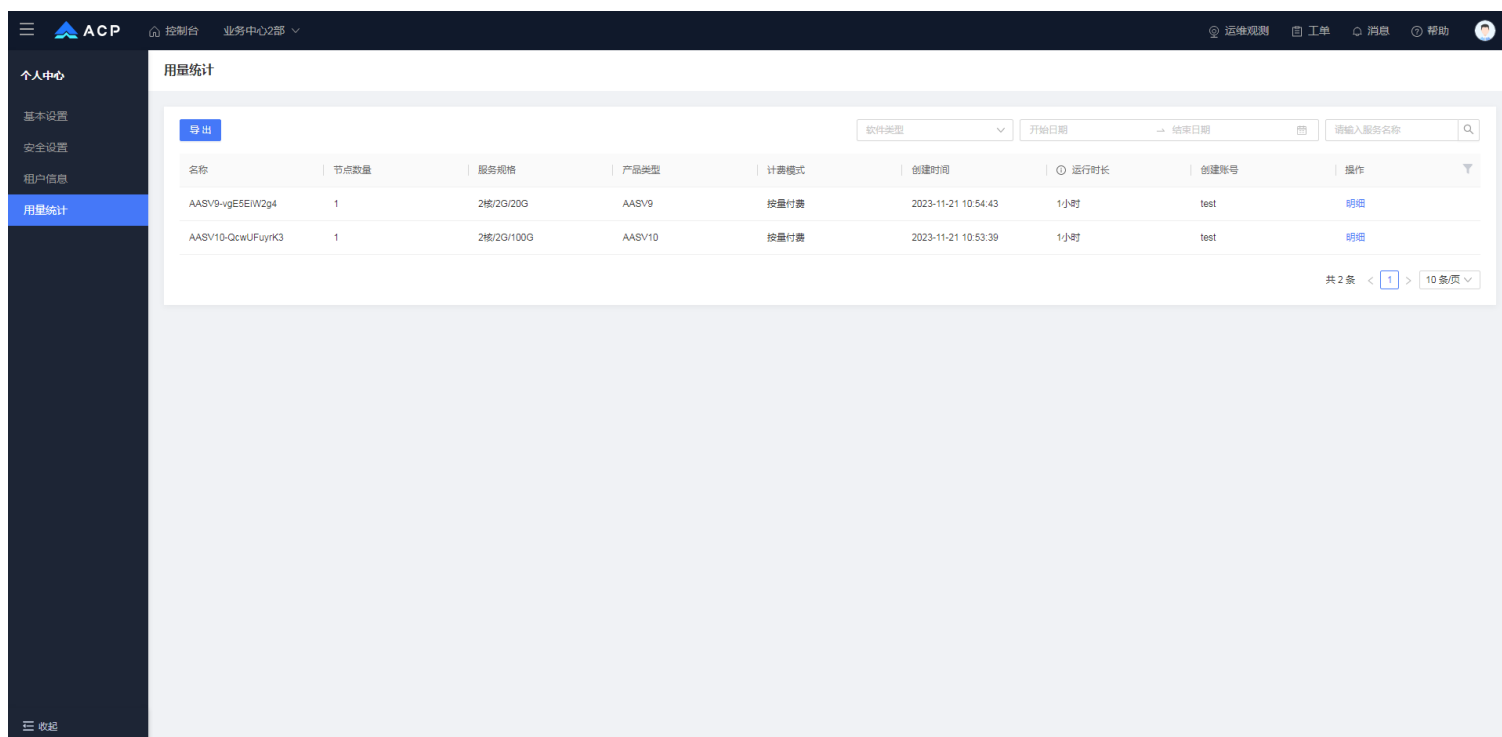 ACP 控制台 业务中心2部 运维观测 工单 消息 帮助
个人中心
基本设置
安全设置
租户信息
用量统计
收起
用量统计
导出 软件类型 开始日期 → 结束日期 请输入服务名称
名称 节点数量 服务规格 产品类型 计费模式 创建时间 运行时长 创建账号 操作
AASV9-vgE5EiW2g4 1 2核/2G/20G AASV9 按量付费 2023-11-21 10:54:43 1小时 test 明细
AASV10-QcwUFuyrK3 1 2核/2G/100G AASV10 按量付费 2023-11-21 10:53:39 1小时 test 明细
共 2 条 < 1 > 10 条/页